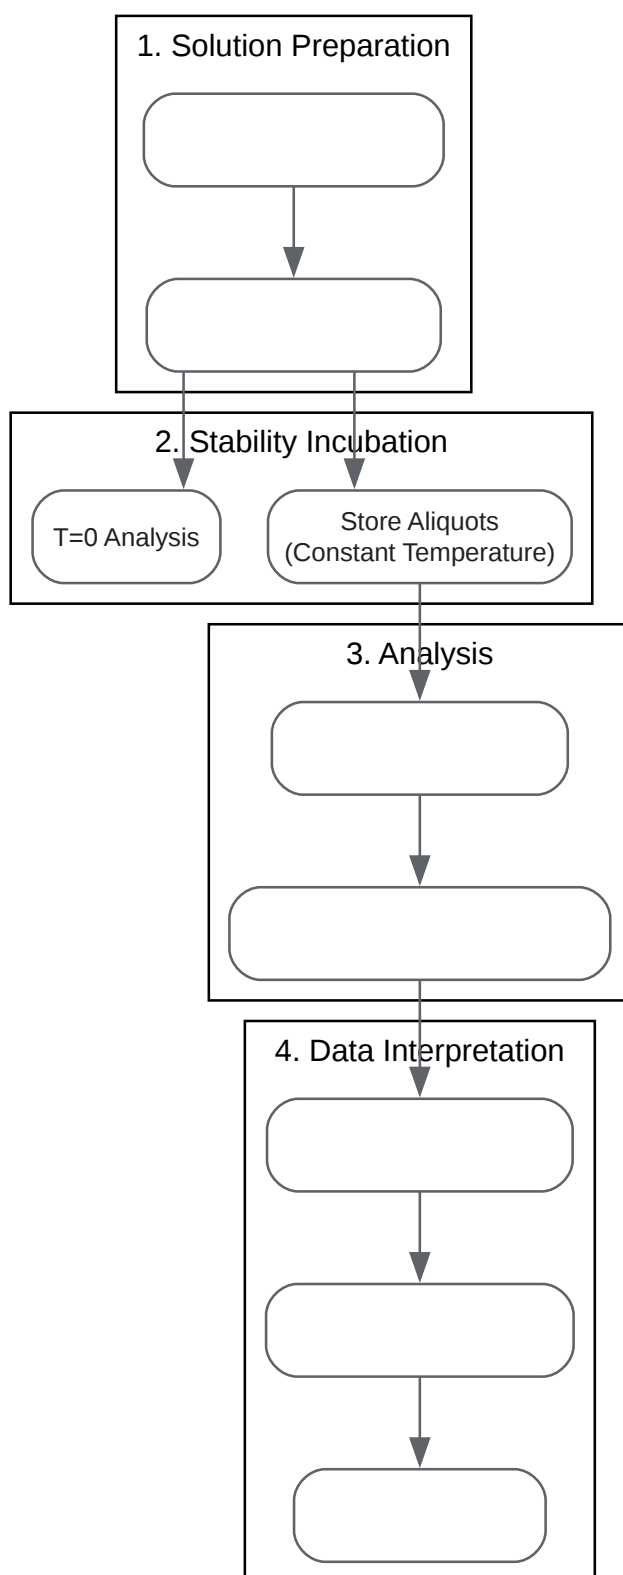 1. Solution Preparation
2. Stability Incubation
T=0 Analysis
Store Aliquots
(Constant Temperature)
3. Analysis
4. Data Interpretation